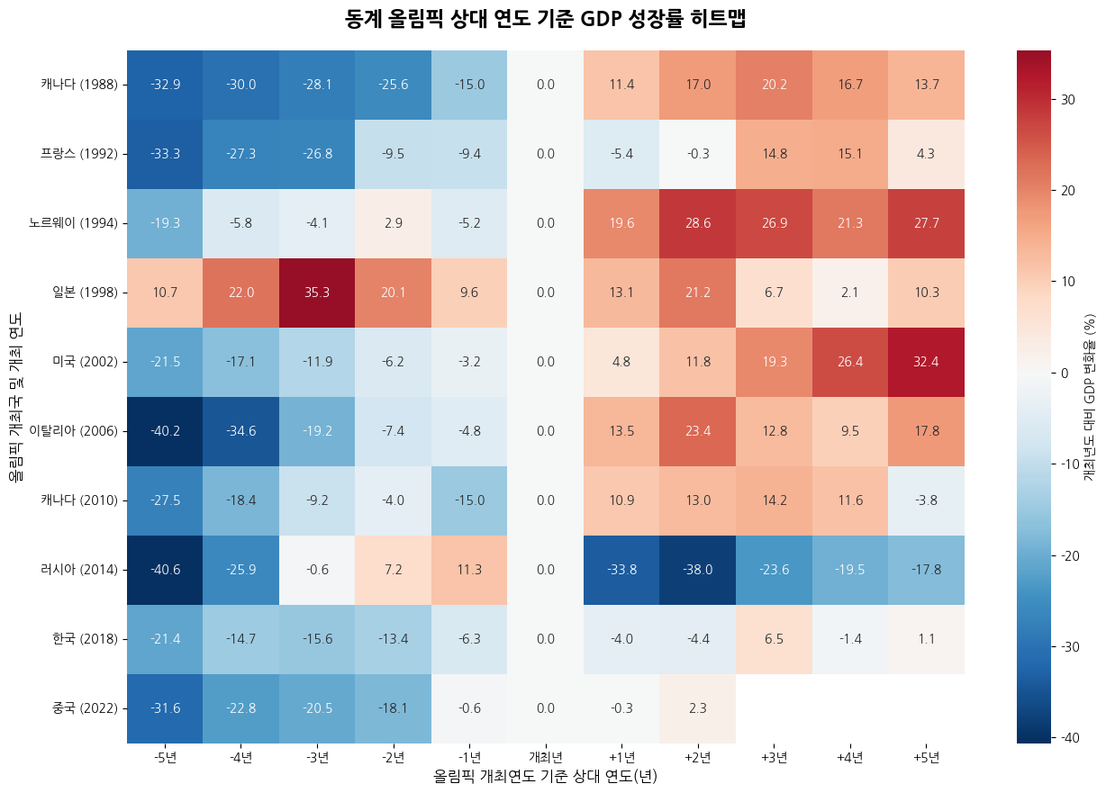 동계 올림픽 상대 연도 기준 GDP 성장률 히트맵
올림픽 개최국 및 개최 연도
캐나다 (1988) -32.9 -30.0 -28.1 -25.6 -15.0 0.0 11.4 17.0 20.2 16.7 13.7
프랑스 (1992) -33.3 -27.3 -26.8 -9.5 -9.4 0.0 -5.4 -0.3 14.8 15.1 4.3
노르웨이 (1994) -19.3 -5.8 -4.1 2.9 -5.2 0.0 19.6 28.6 26.9 21.3 27.7
일본 (1998) 10.7 22.0 35.3 20.1 9.6 0.0 13.1 21.2 6.7 2.1 10.3
미국 (2002) -21.5 -17.1 -11.9 -6.2 -3.2 0.0 4.8 11.8 19.3 26.4 32.4
이탈리아 (2006) -40.2 -34.6 -19.2 -7.4 -4.8 0.0 13.5 23.4 12.8 9.5 17.8
캐나다 (2010) -27.5 -18.4 -9.2 -4.0 -15.0 0.0 10.9 13.0 14.2 11.6 -3.8
러시아 (2014) -40.6 -25.9 -0.6 7.2 11.3 0.0 -33.8 -38.0 -23.6 -19.5 -17.8
한국 (2018) -21.4 -14.7 -15.6 -13.4 -6.3 0.0 -4.0 -4.4 6.5 -1.4 1.1
중국 (2022) -31.6 -22.8 -20.5 -18.1 -0.6 0.0 -0.3 2.3
-5년 -4년 -3년 -2년 -1년 개최년 +1년 +2년 +3년 +4년 +5년
올림픽 개최연도 기준 상대 연도(년)
30
20
10
0
-10
-20
-30
-40
개최년도 대비 GDP 변화율 (%)